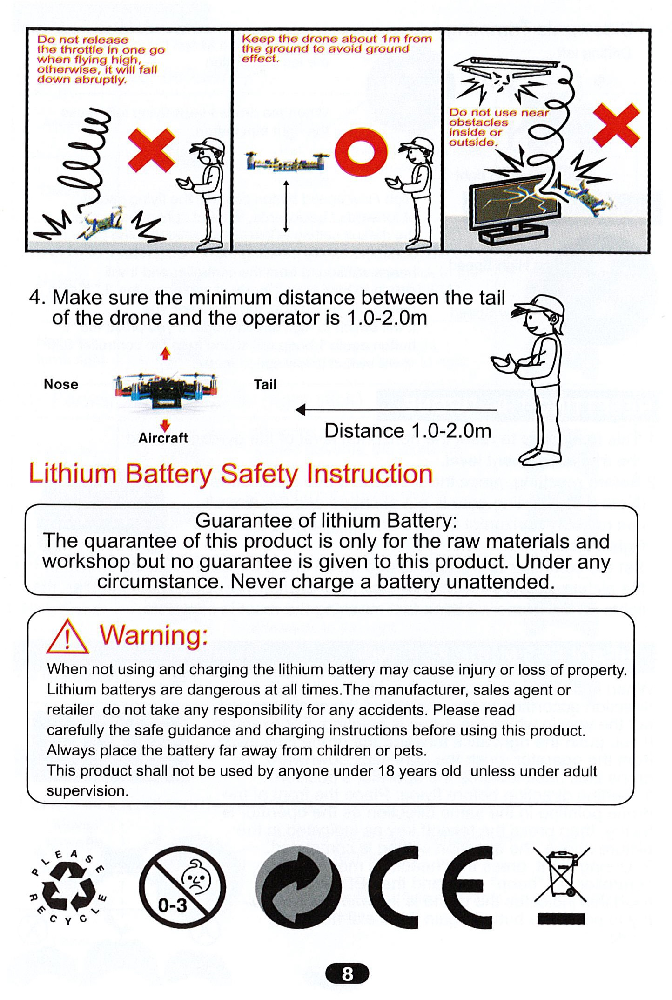 Do not release
the throttle in one go
when flying high,
otherwise, it will fall
down abruptly.
Keep the drone about 1m from
the ground to avoid ground
effect.
Do not use near
obstacles
inside or
outside.
4. Make sure the minimum distance between the tail
of the drone and the operator is 1.0-2.0m
Nose
Tail
Aircraft
Distance 1.0-2.0m
Lithium Battery Safety Instruction
Guarantee of lithium Battery:
The quarantee of this product is only for the raw materials and
workshop but no guarantee is given to this product. Under any
circumstance. Never charge a battery unattended.
Warning:
When not using and charging the lithium battery may cause injury or loss of property.
Lithium batterys are dangerous at all times.The manufacturer, sales agent or
retailer do not take any responsibility for any accidents. Please read
carefully the safe guidance and charging instructions before using this product.
Always place the battery far away from children or pets.
This product shall not be used by anyone under 18 years old unless under adult
supervision.
PLEASE
RECYCLE
0-3
CE
8